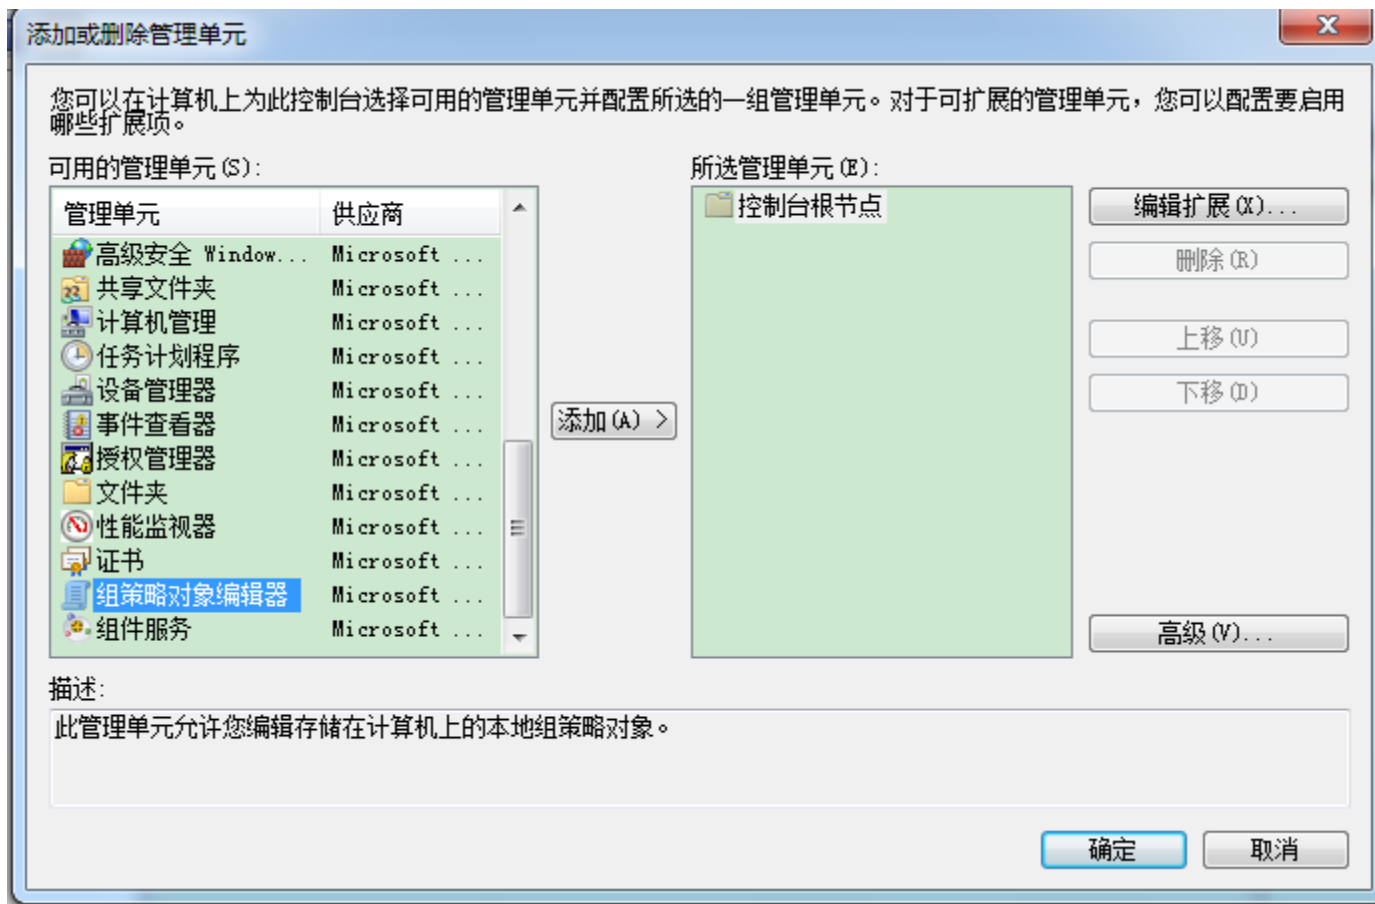 添加或删除管理单元
您可以在计算机上为此控制台选择可用的管理单元并配置所选的一组管理单元。对于可扩展的管理单元，您可以配置要启用
哪些扩展项。
可用的管理单元(S):
管理单元 供应商
高级安全 Window... Microsoft ...
共享文件夹 Microsoft ...
计算机管理 Microsoft ...
任务计划程序 Microsoft ...
设备管理器 Microsoft ...
事件查看器 Microsoft ...
授权管理器 Microsoft ...
文件夹 Microsoft ...
性能监视器 Microsoft ...
证书 Microsoft ...
组策略对象编辑器 Microsoft ...
组件服务 Microsoft ...
添加(A) >
所选管理单元(E):
控制台根节点
编辑扩展(X)...
删除(R)
上移(U)
下移(D)
高级(V)...
描述:
此管理单元允许您编辑存储在计算机上的本地组策略对象。
确定
取消